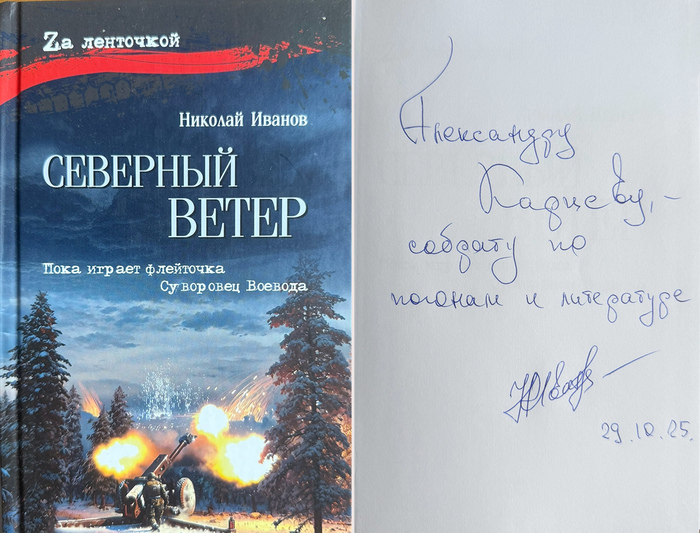 Zа ленточкой
Николай Иванов
СЕВЕРНЫЙ
ВЕТЕР
Пока играет флейточка
Суворовец Воевода
Александру
Кадцеву, -
собрату по
погонам и литературе
29.10.25.